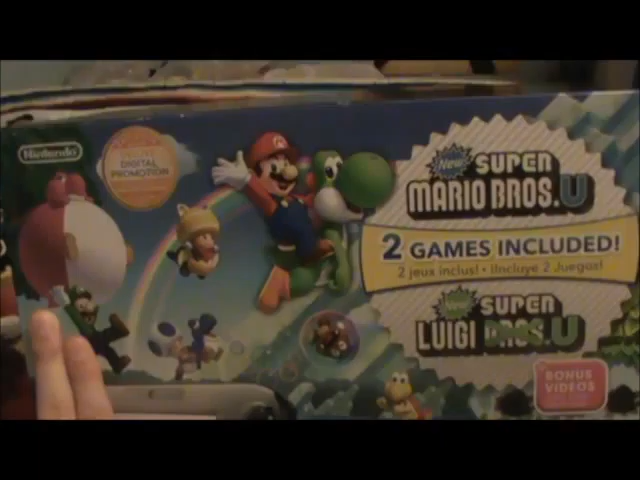 Nintendo
DIGITAL
PROMOTION
New SUPER
MARIO BROS.U
2 GAMES INCLUDED!
2 jeux inclus! • ¡Incluye 2 Juegos!
New SUPER
LUIGI BROS.U
BONUS
VIDEOS